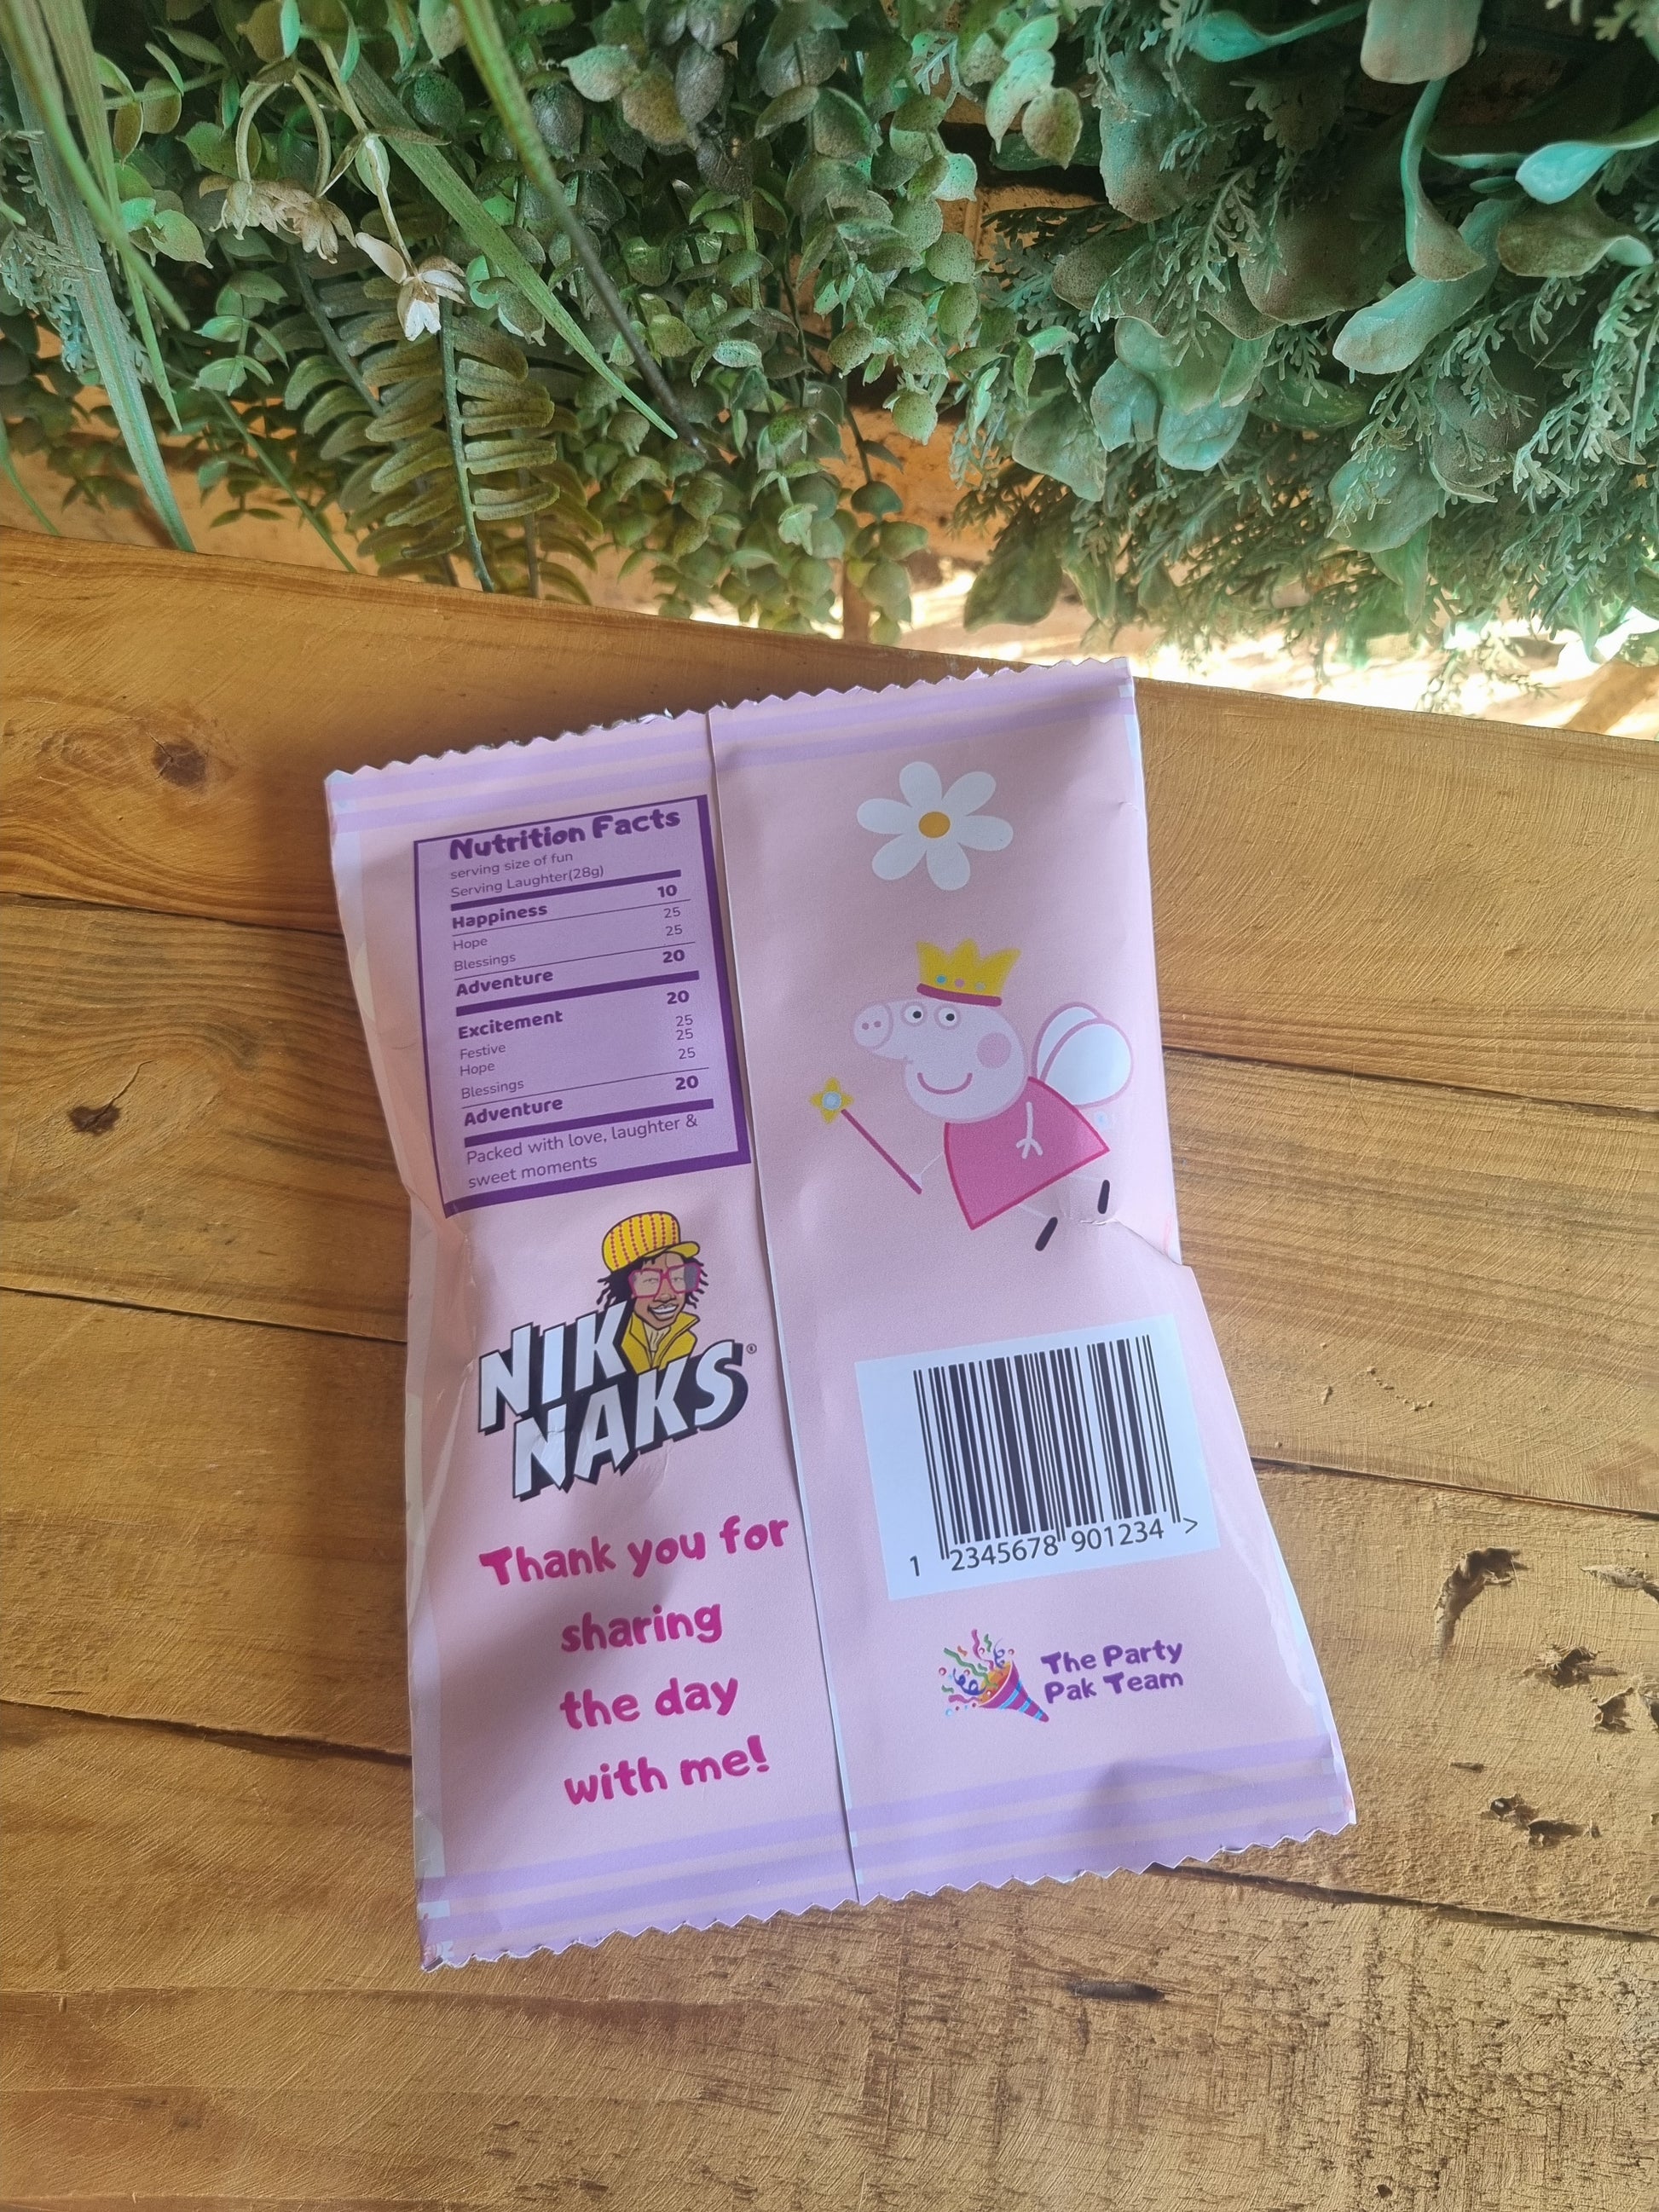 Nutrition Facts
serving size of fun
Serving Laughter(28g)
10
Happiness
25
Hope
25
Blessings
20
Adventure
20
Excitement
25
Festive
25
Hope
25
Blessings
20
Adventure
Packed with love, laughter &
sweet moments
NIK
NAKS®
Thank you for
sharing
the day
with me!
1 2345678 901234 >
The Party
Pak Team